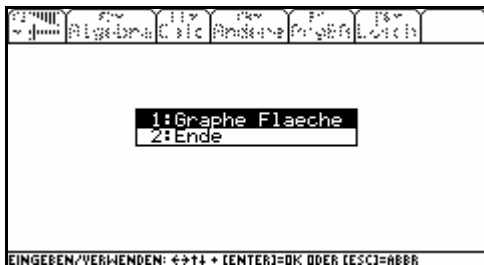 Algebra Calc Andere PrgEA Lösch
1:Graphe Flaeche
2:Ende
EINGEBEN/VERWENDEN: ←→↑↓ + [ENTER]=OK ODER [ESC]=ABBR